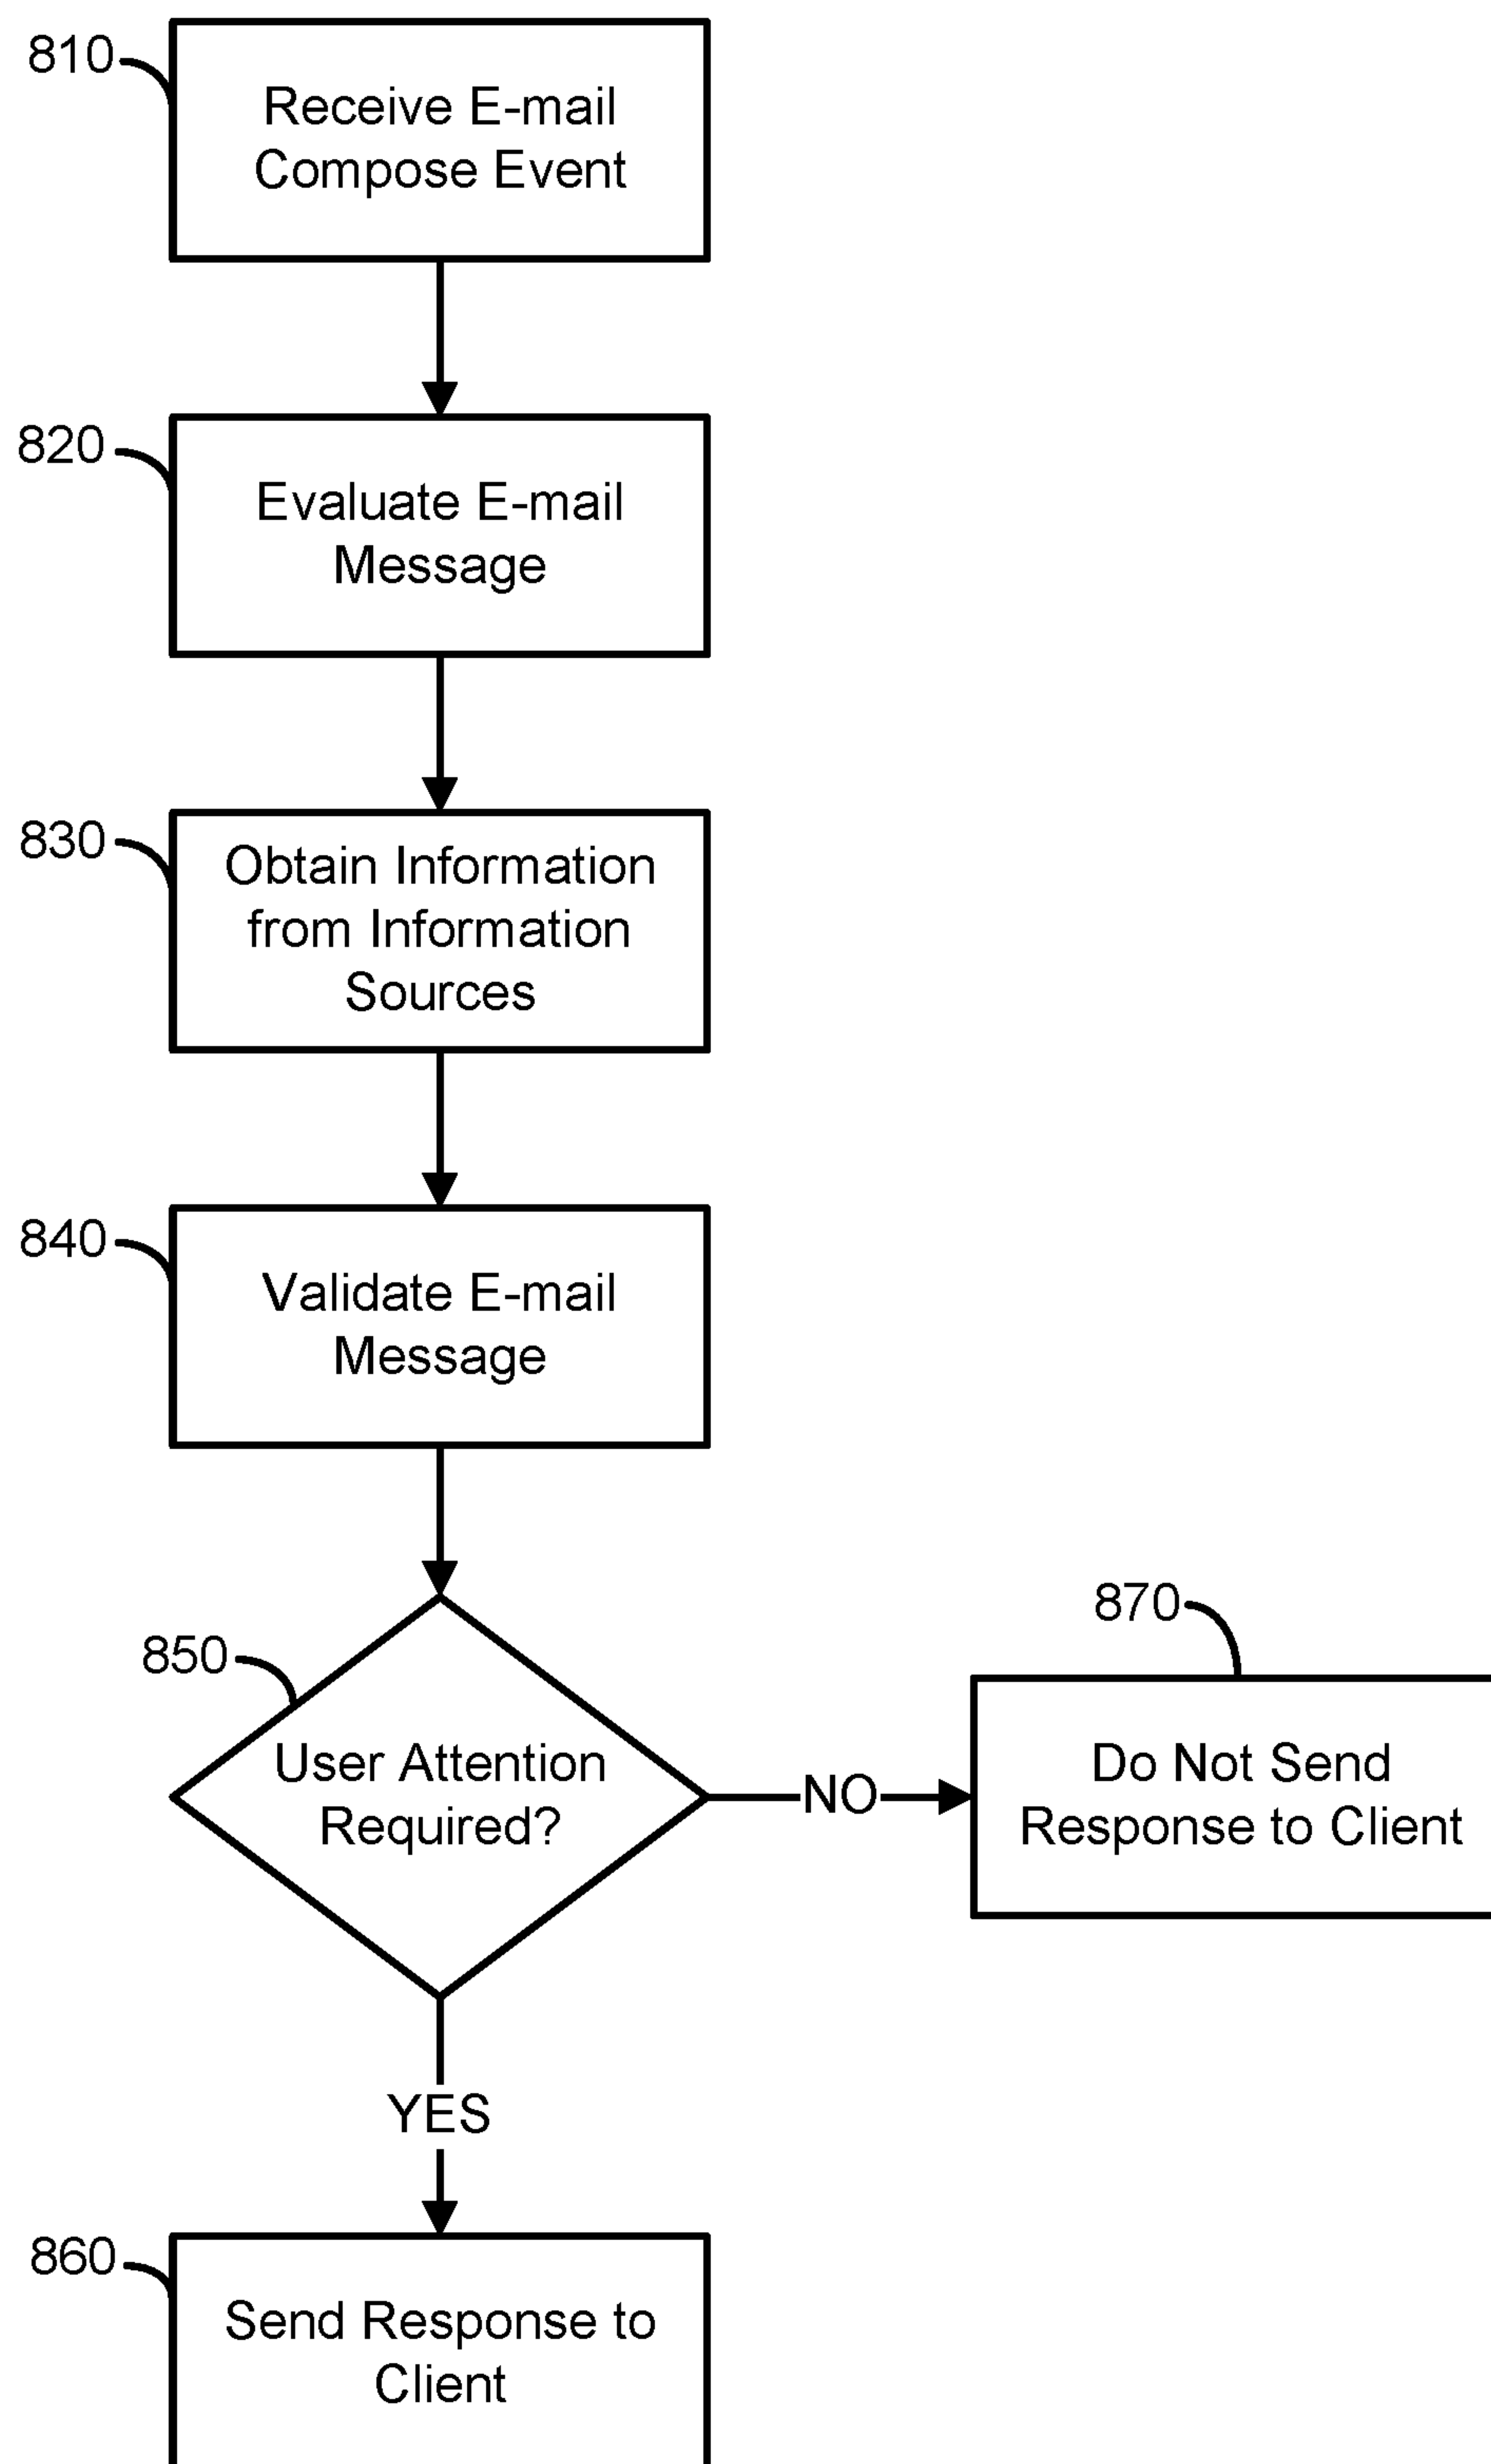 810
Receive E-mail
Compose Event
820
Evaluate E-mail
Message
830
Obtain Information
from Information
Sources
840
Validate E-mail
Message
850
User Attention
Required?
NO
870
Do Not Send
Response to Client
YES
860
Send Response to
Client